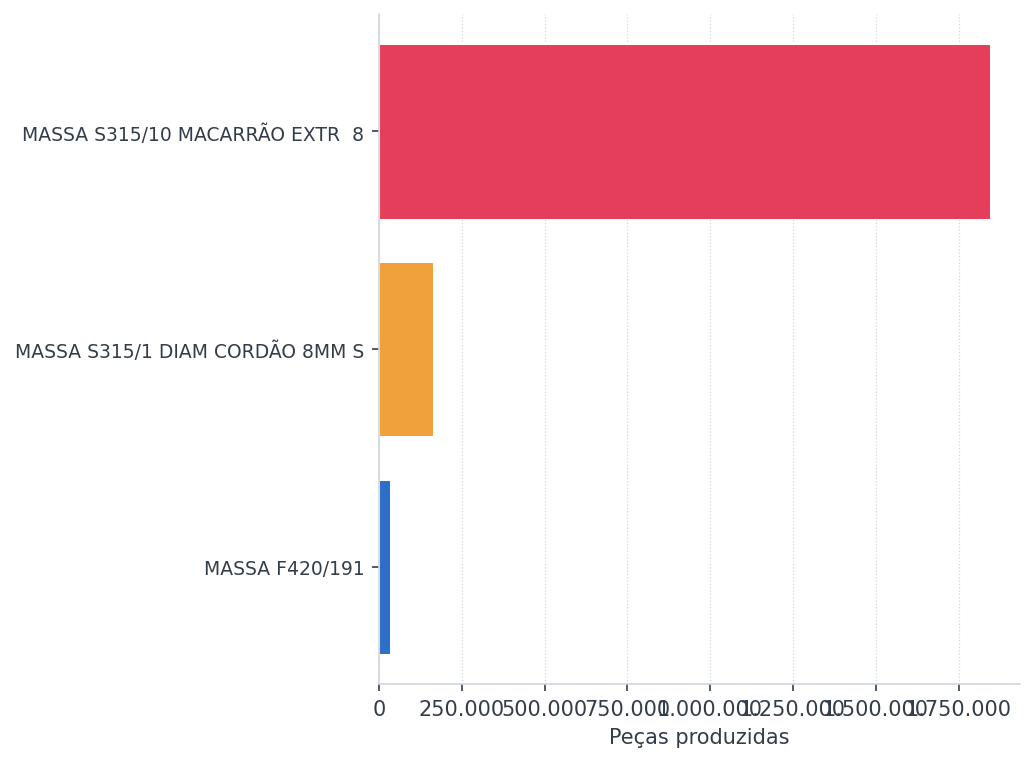 MASSA S315/10 MACARRÃO EXTR  8
MASSA S315/1 DIAM CORDÃO 8MM S
MASSA F420/191
0 250.000 500.000 750.000 1.000.000 1.250.000 1.500.000 1.750.000
Peças produzidas